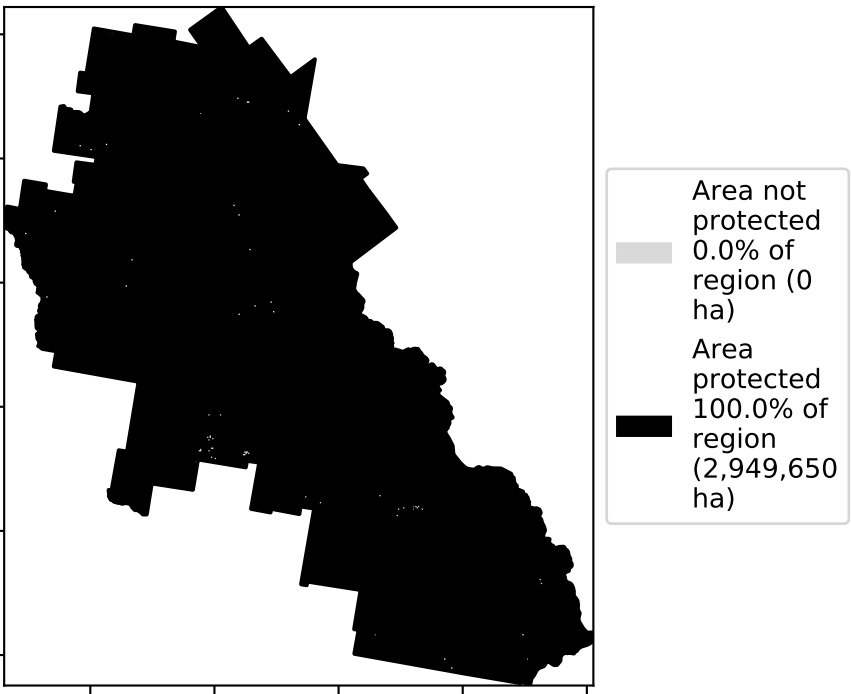 Area not
protected
0.0% of
region (0
ha)
Area
protected
100.0% of
region
(2,949,650
ha)